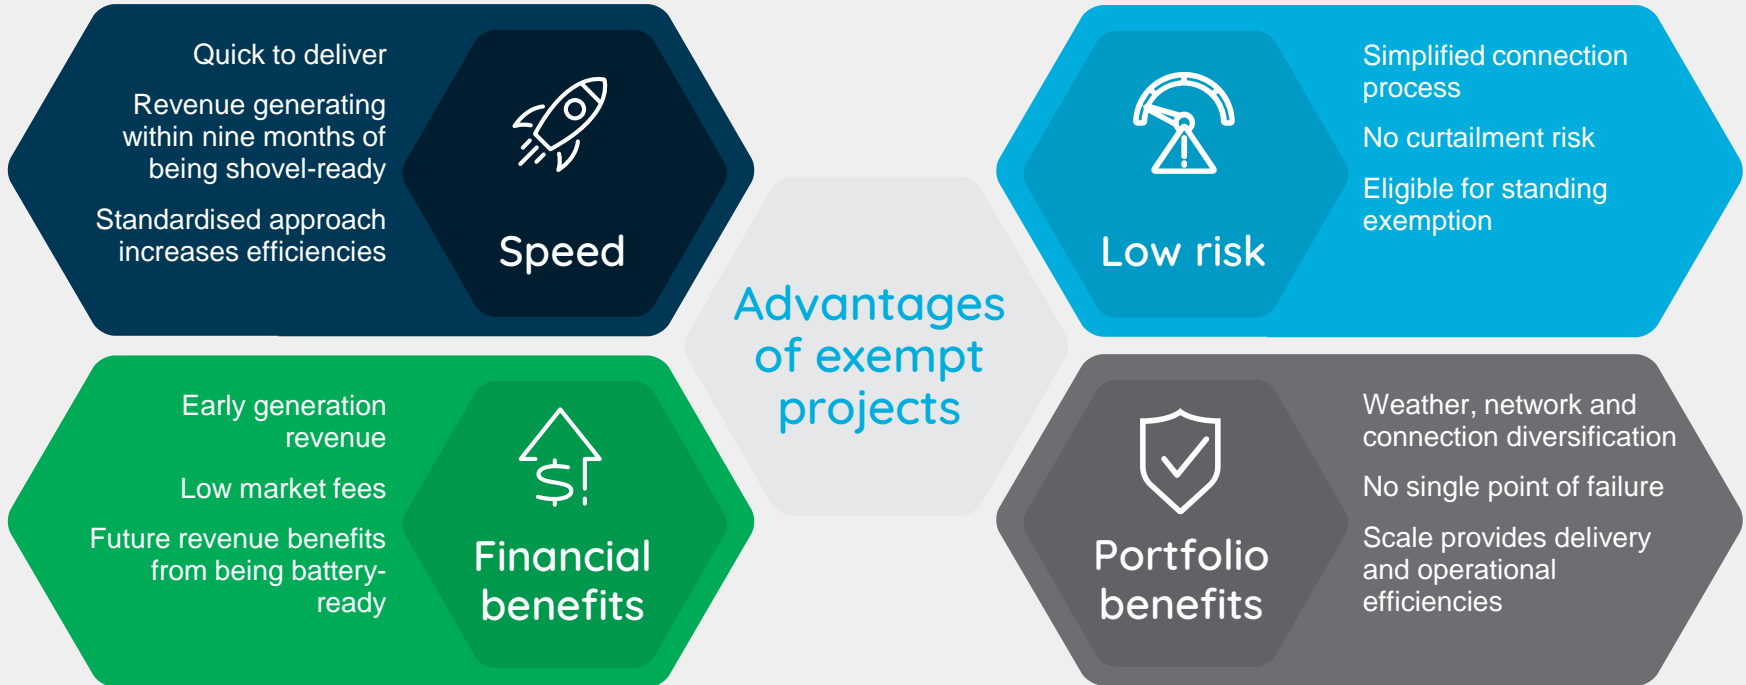 Quick to deliver
Revenue generating
within nine months of
being shovel-ready
Standardised approach
increases efficiencies
Speed
Simplified connection
process
No curtailment risk
Eligible for standing
exemption
Low risk
Advantages
of exempt
projects
Early generation
revenue
Low market fees
Future revenue benefits
from being battery-
ready
Financial
benefits
Weather, network and
connection diversification
No single point of failure
Scale provides delivery
and operational
efficiencies
Portfolio
benefits